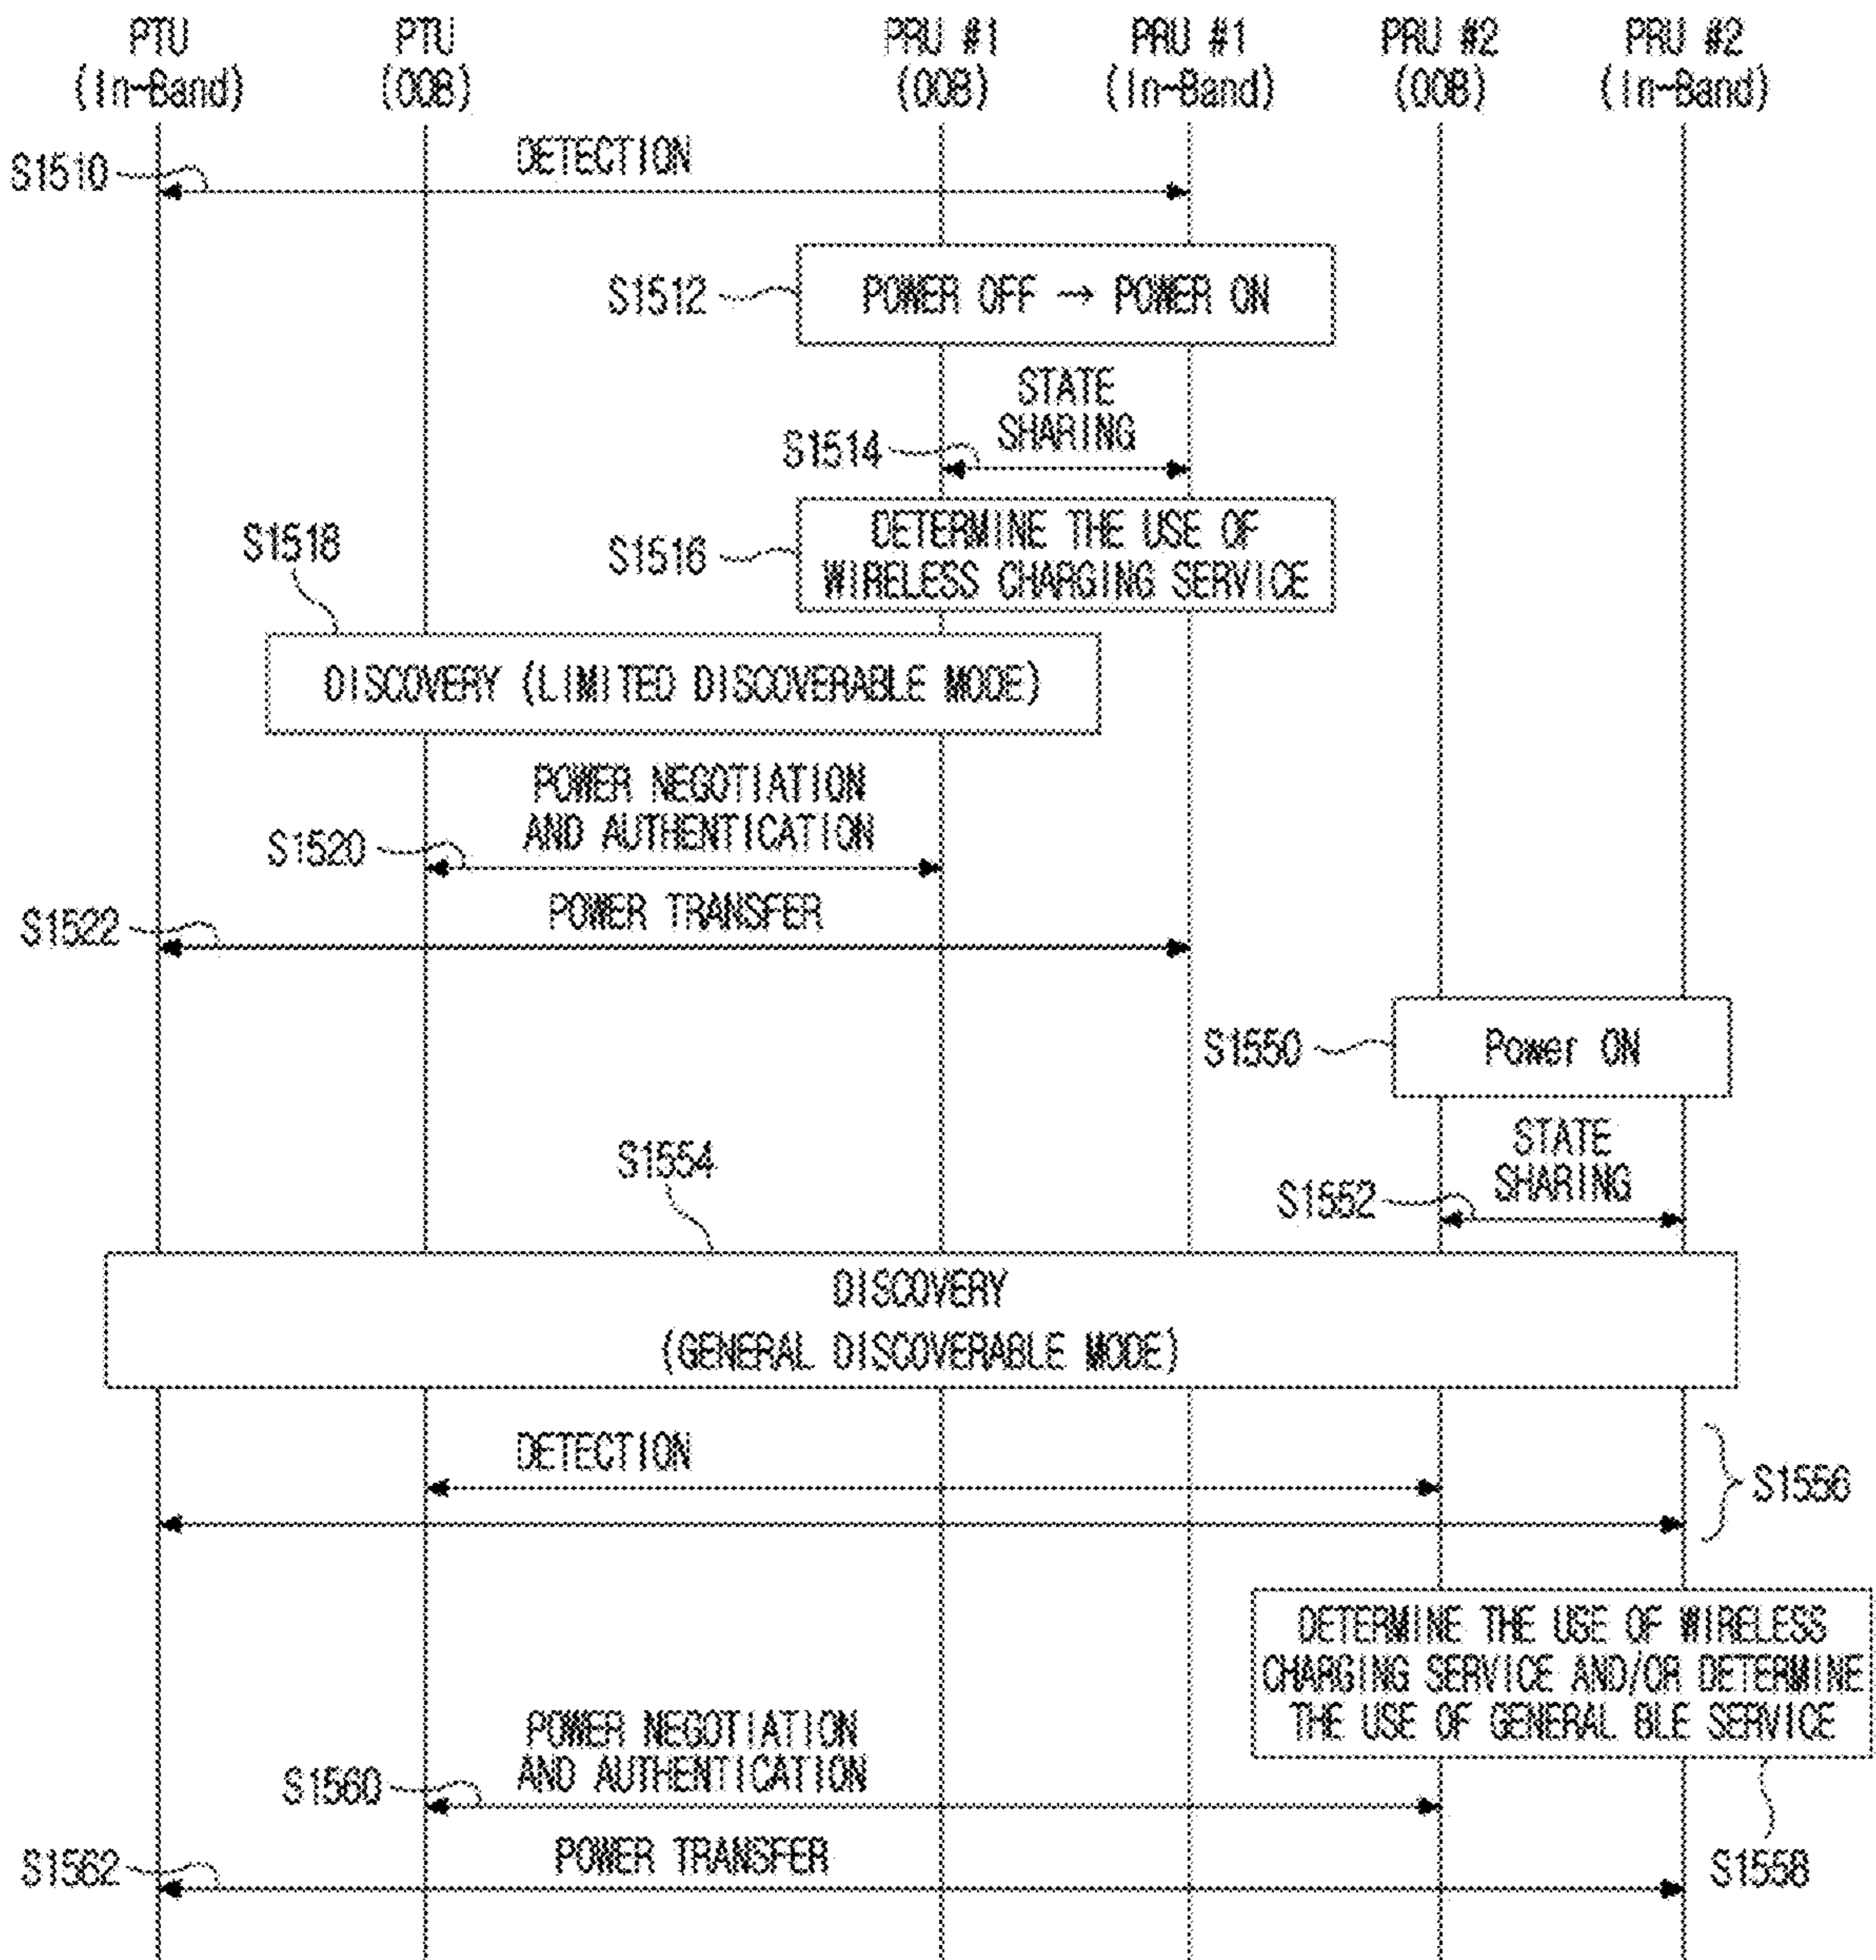 PTU
(In-Band)
PTU
(OOB)
PRU #1
(OOB)
PRU #1
(In-Band)
PRU #2
(OOB)
PRU #2
(In-Band)
S1510
DETECTION
S1512
POWER OFF → POWER ON
STATE
SHARING
S1514
S1516
DETERMINE THE USE OF
WIRELESS CHARGING SERVICE
S1518
DISCOVERY (LIMITED DISCOVERABLE MODE)
POWER NEGOTIATION
AND AUTHENTICATION
S1520
POWER TRANSFER
S1522
S1550
Power ON
STATE
SHARING
S1552
S1554
DISCOVERY
(GENERAL DISCOVERABLE MODE)
DETECTION
S1556
DETERMINE THE USE OF WIRELESS
CHARGING SERVICE AND/OR DETERMINE
THE USE OF GENERAL BLE SERVICE
POWER NEGOTIATION
AND AUTHENTICATION
S1560
POWER TRANSFER
S1562
S1558